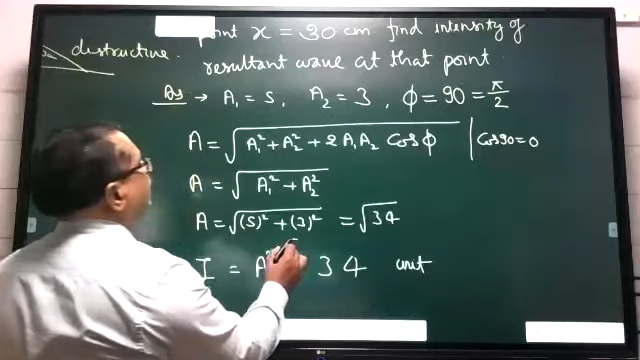 point x = 30 cm find intensity of
destructive. resultant wave at that point.
As → A₁ = 5, A₂ = 3, ϕ = 90 = π/2
A = √(A₁² + A₂² + 2 A₁ A₂ Cos ϕ) | Cos 90 = 0
A = √(A₁² + A₂²)
A = √((5)² + (3)²) = √34
I = A² 34 unit